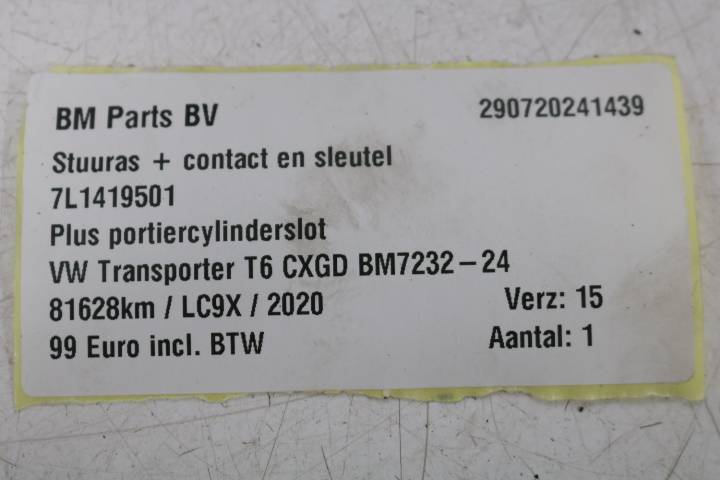 BM Parts BV 290720241439
Stuuras + contact en sleutel
7L1419501
Plus portiercylinderslot
VW Transporter T6 CXGD BM7232-24
81628km / LC9X / 2020 Verz: 15
99 Euro incl. BTW Aantal: 1